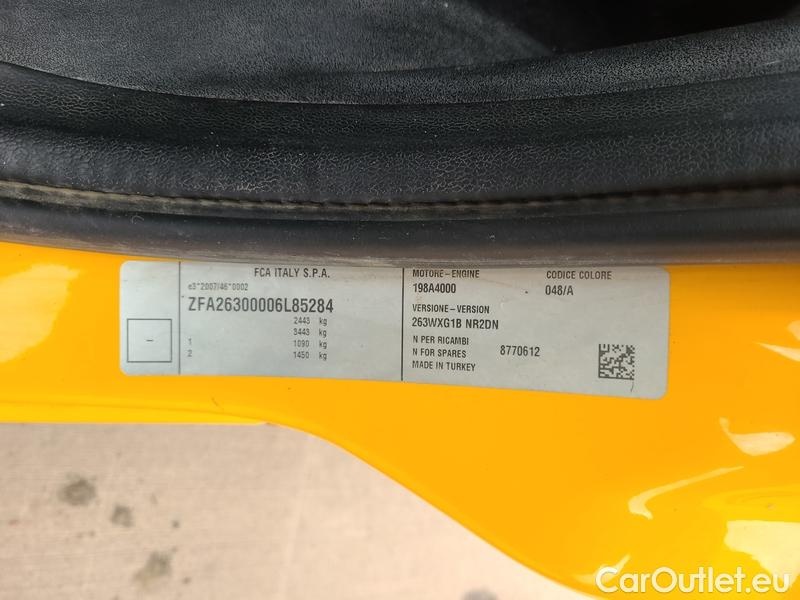 FCA ITALY S.P.A.
e3*2007/46*0002
ZFA26300006L85284
2443 kg
3443 kg
1 1090 kg
2 1450 kg
-
MOTORE-ENGINE CODICE COLORE
198A4000 048/A
VERSIONE-VERSION
263WXG1B NR2DN
N PER RICAMBI
N FOR SPARES 8770612
MADE IN TURKEY
CarOutlet.eu